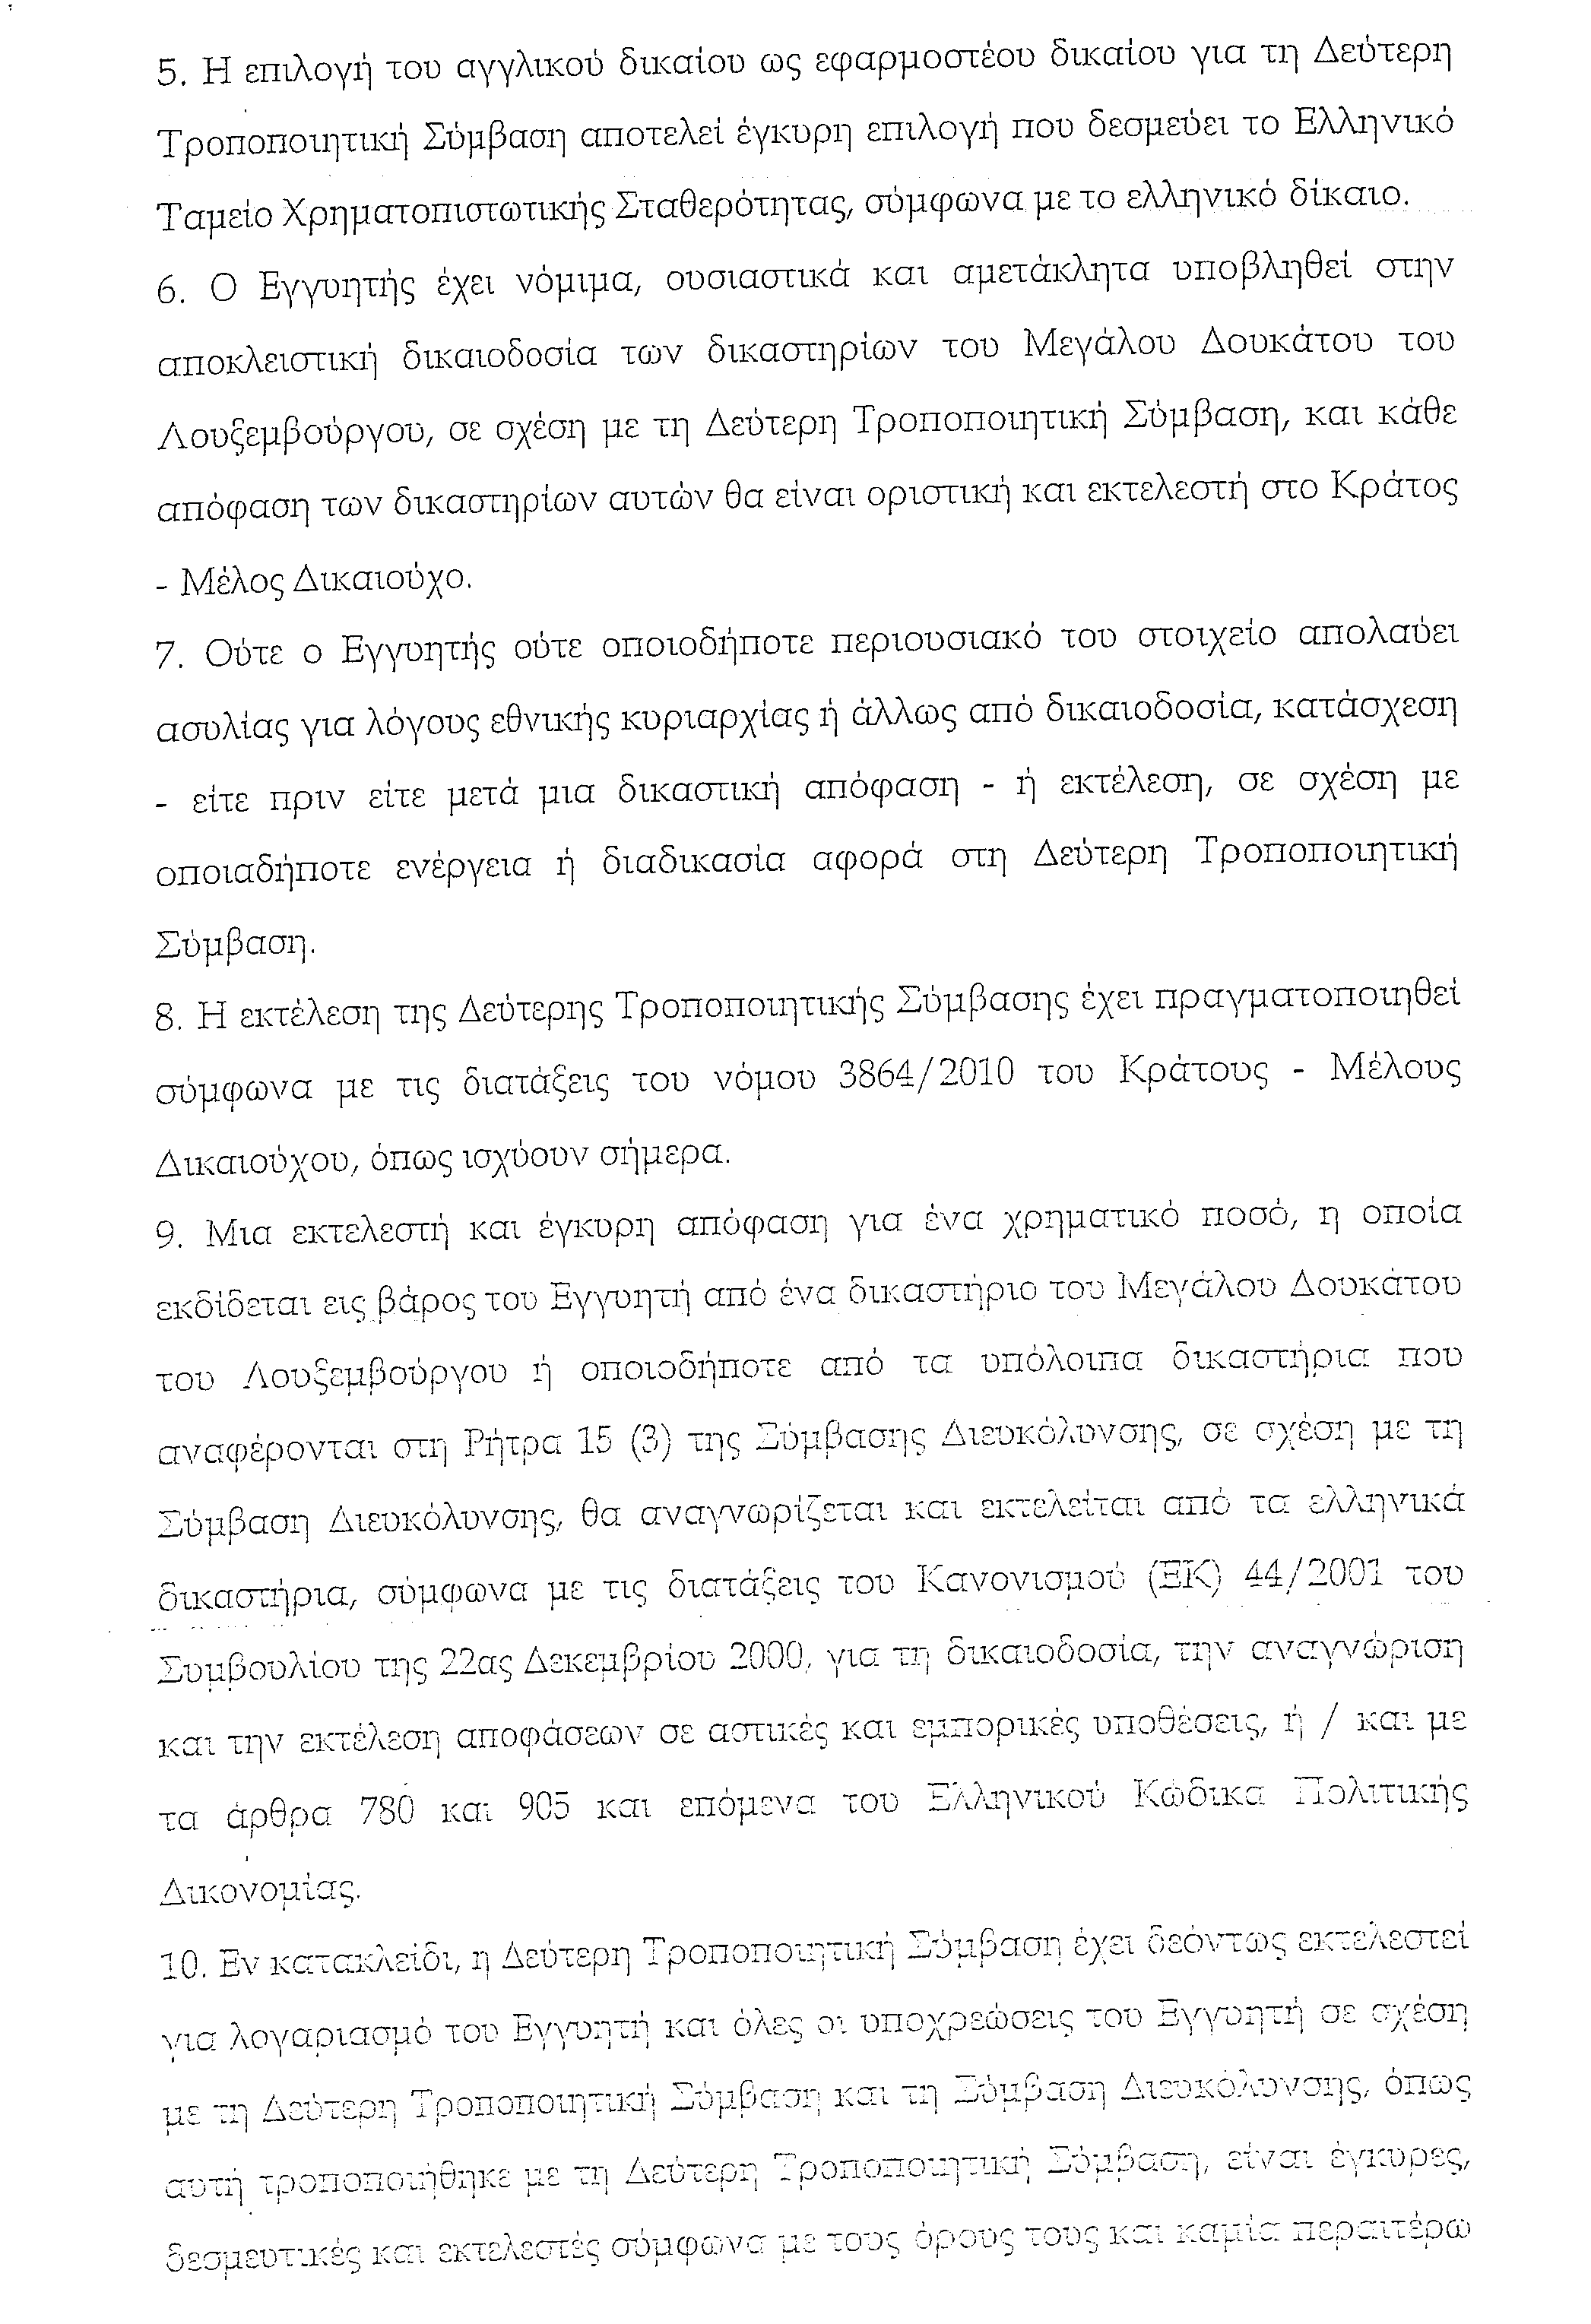 5. Η επιλογή του αγγλικού δικαίου ως εφαρμοστέου δικαίου για τη Δεύτερη
Τροποποιητική Σύμβαση αποτελεί έγκυρη επιλογή που δεσμεύει το Ελληνικό
Ταμείο Χρηματοπιστωτικής Σταθερότητας, σύμφωνα με το ελληνικό δίκαιο.
6. Ο Εγγυητής έχει νόμιμα, ουσιαστικά και αμετάκλητα υποβληθεί στην
αποκλειστική δικαιοδοσία των δικαστηρίων του Μεγάλου Δουκάτου του
Λουξεμβούργου, σε σχέση με τη Δεύτερη Τροποποιητική Σύμβαση, και κάθε
απόφαση των δικαστηρίων αυτών θα είναι οριστική και εκτελεστή στο Κράτος
- Μέλος Δικαιούχο.
7. Ούτε ο Εγγυητής ούτε οποιοδήποτε περιουσιακό του στοιχείο απολαύει
ασυλίας για λόγους εθνικής κυριαρχίας ή άλλως από δικαιοδοσία, κατάσχεση
- είτε πριν είτε μετά μια δικαστική απόφαση - ή εκτέλεση, σε σχέση με
οποιαδήποτε ενέργεια ή διαδικασία αφορά στη Δεύτερη Τροποποιητική
Σύμβαση.
8. Η εκτέλεση της Δεύτερης Τροποποιητικής Σύμβασης έχει πραγματοποιηθεί
σύμφωνα με τις διατάξεις του νόμου 3864/2010 του Κράτους - Μέλους
Δικαιούχου, όπως ισχύουν σήμερα.
9. Μια εκτελεστή και έγκυρη απόφαση για ένα χρηματικό ποσό, η οποία
εκδίδεται εις βάρος του Εγγυητή από ένα δικαστήριο του Μεγάλου Δουκάτου
του Λουξεμβούργου ή οποιοδήποτε από τα υπόλοιπα δικαστήρια που
αναφέρονται στη Ρήτρα 15 (3) της Σύμβασης Διευκόλυνσης, σε σχέση με τη
Σύμβαση Διευκόλυνσης, θα αναγνωρίζεται και εκτελείται από τα ελληνικά
δικαστήρια, σύμφωνα με τις διατάξεις του Κανονισμού (ΕΚ) 44/2001 του
Συμβουλίου της 22ας Δεκεμβρίου 2000, για τη δικαιοδοσία, την αναγνώριση
και την εκτέλεση αποφάσεων σε αστικές και εμπορικές υποθέσεις, ή / και με
τα άρθρα 780 και 905 και επόμενα του Ελληνικού Κώδικα Πολιτικής
Δικονομίας.
10. Εν κατακλείδι, η Δεύτερη Τροποποιητική Σύμβαση έχει δεόντως εκτελεστεί
για λογαριασμό του Εγγυητή και όλες οι υποχρεώσεις του Εγγυητή σε σχέση
με τη Δεύτερη Τροποποιητική Σύμβαση και τη Σύμβαση Διευκόλυνσης, όπως
αυτή τροποποιήθηκε με τη Δεύτερη Τροποποιητική Σύμβαση, είναι έγκυρες,
δεσμευτικές και εκτελεστές σύμφωνα με τους όρους τους και καμία περαιτέρω